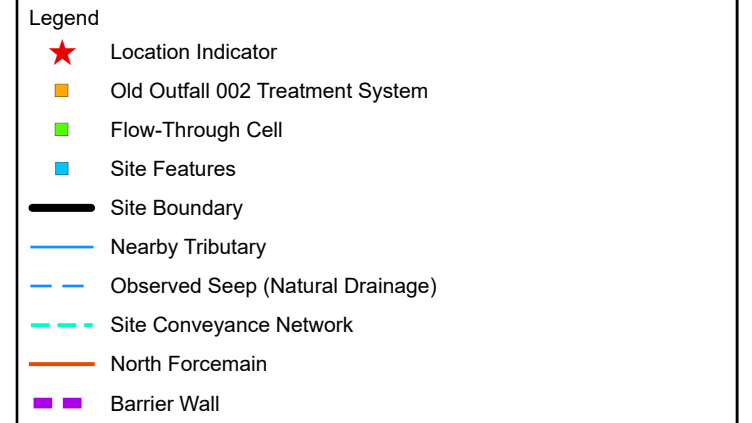 Legend
Location Indicator
Old Outfall 002 Treatment System
Flow-Through Cell
Site Features
Site Boundary
Nearby Tributary
Observed Seep (Natural Drainage)
Site Conveyance Network
North Forcemain
Barrier Wall